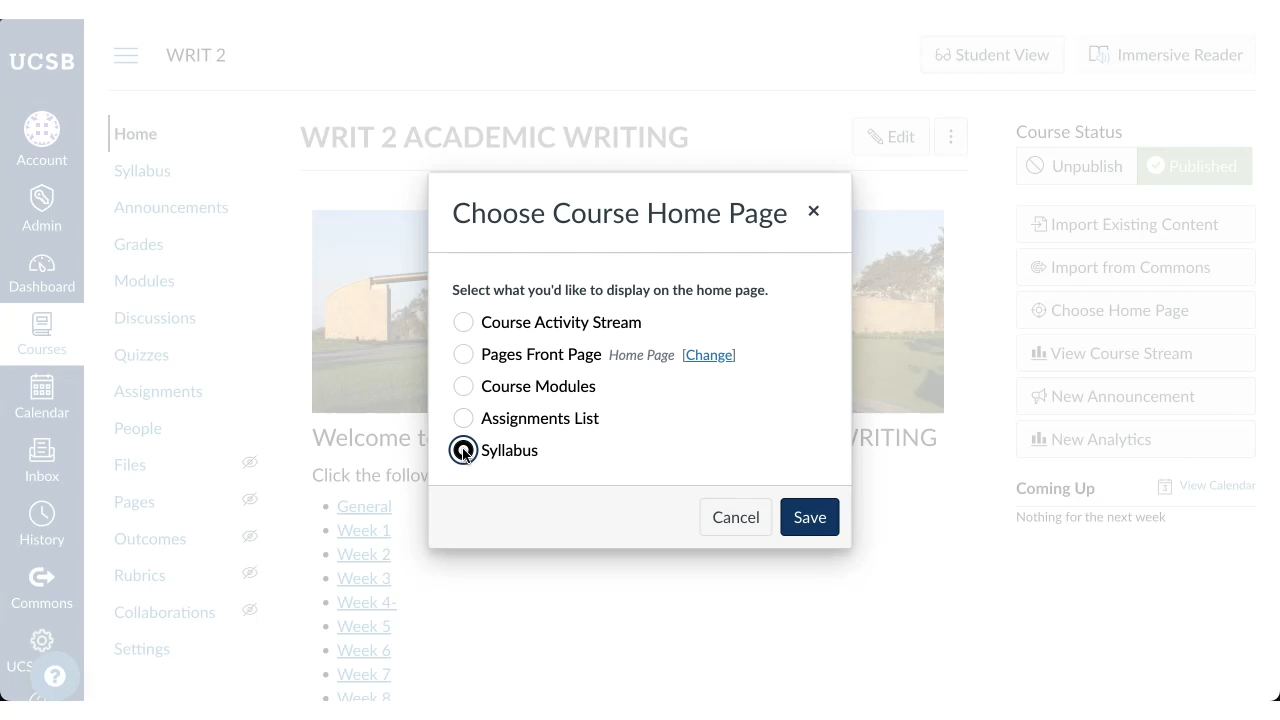 UCSB
Account
Admin
Dashboard
Courses
Calendar
Inbox
History
Commons
UCS
?
WRIT 2
Student View
Immersive Reader
Home
Syllabus
Announcements
Grades
Modules
Discussions
Quizzes
Assignments
People
Files
Pages
Outcomes
Rubrics
Collaborations
Settings
WRIT 2 ACADEMIC WRITING
Edit
Choose Course Home Page ×
Select what you'd like to display on the home page.
Course Activity Stream
Pages Front Page Home Page [Change]
Course Modules
Assignments List
Syllabus
Cancel Save
Welcome t VRITING
Click the follov
General
Week 1
Week 2
Week 3
Week 4-
Week 5
Week 6
Week 7
Week 8
Course Status
Unpublish Published
Import Existing Content
Import from Commons
Choose Home Page
View Course Stream
New Announcement
New Analytics
Coming Up View Calendar
Nothing for the next week